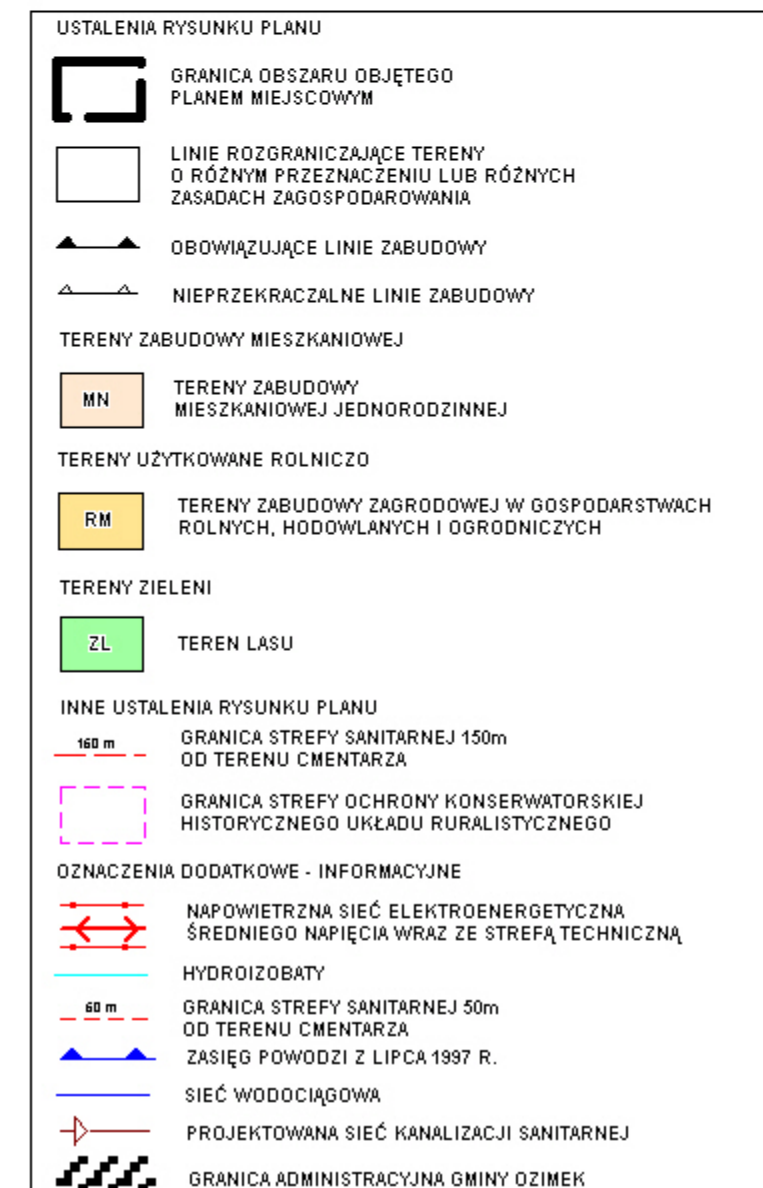 USTALENIA RYSUNKU PLANU
GRANICA OBSZARU OBJĘTEGO
PLANEM MIEJSCOWYM
LINIE ROZGRANICZAJĄCE TERENY
O RÓŻNYM PRZEZNACZENIU LUB RÓŻNYCH
ZASADACH ZAGOSPODAROWANIA
OBOWIĄZUJĄCE LINIE ZABUDOWY
NIEPRZEKRACZALNE LINIE ZABUDOWY
TERENY ZABUDOWY MIESZKANIOWEJ
MN
TERENY ZABUDOWY
MIESZKANIOWEJ JEDNORODZINNEJ
TERENY UŻYTKOWANE ROLNICZO
RM
TERENY ZABUDOWY ZAGRODOWEJ W GOSPODARSTWACH
ROLNYCH, HODOWLANYCH I OGRODNICZYCH
TERENY ZIELENI
ZL
TEREN LASU
INNE USTALENIA RYSUNKU PLANU
160 m
GRANICA STREFY SANITARNEJ 150m
OD TERENU CMENTARZA
GRANICA STREFY OCHRONY KONSERWATORSKIEJ
HISTORYCZNEGO UKŁADU RURALISTYCZNEGO
OZNACZENIA DODATKOWE - INFORMACYJNE
NAPOWIETRZNA SIEĆ ELEKTROENERGETYCZNA
ŚREDNIEGO NAPIĘCIA WRAZ ZE STREFĄ TECHNICZNĄ
HYDROIZOBATY
60 m
GRANICA STREFY SANITARNEJ 50m
OD TERENU CMENTARZA
ZASIĘG POWODZI Z LIPCA 1997 R.
SIEĆ WODOCIĄGOWA
PROJEKTOWANA SIEĆ KANALIZACJI SANITARNEJ
GRANICA ADMINISTRACYJNA GMINY OZIMEK